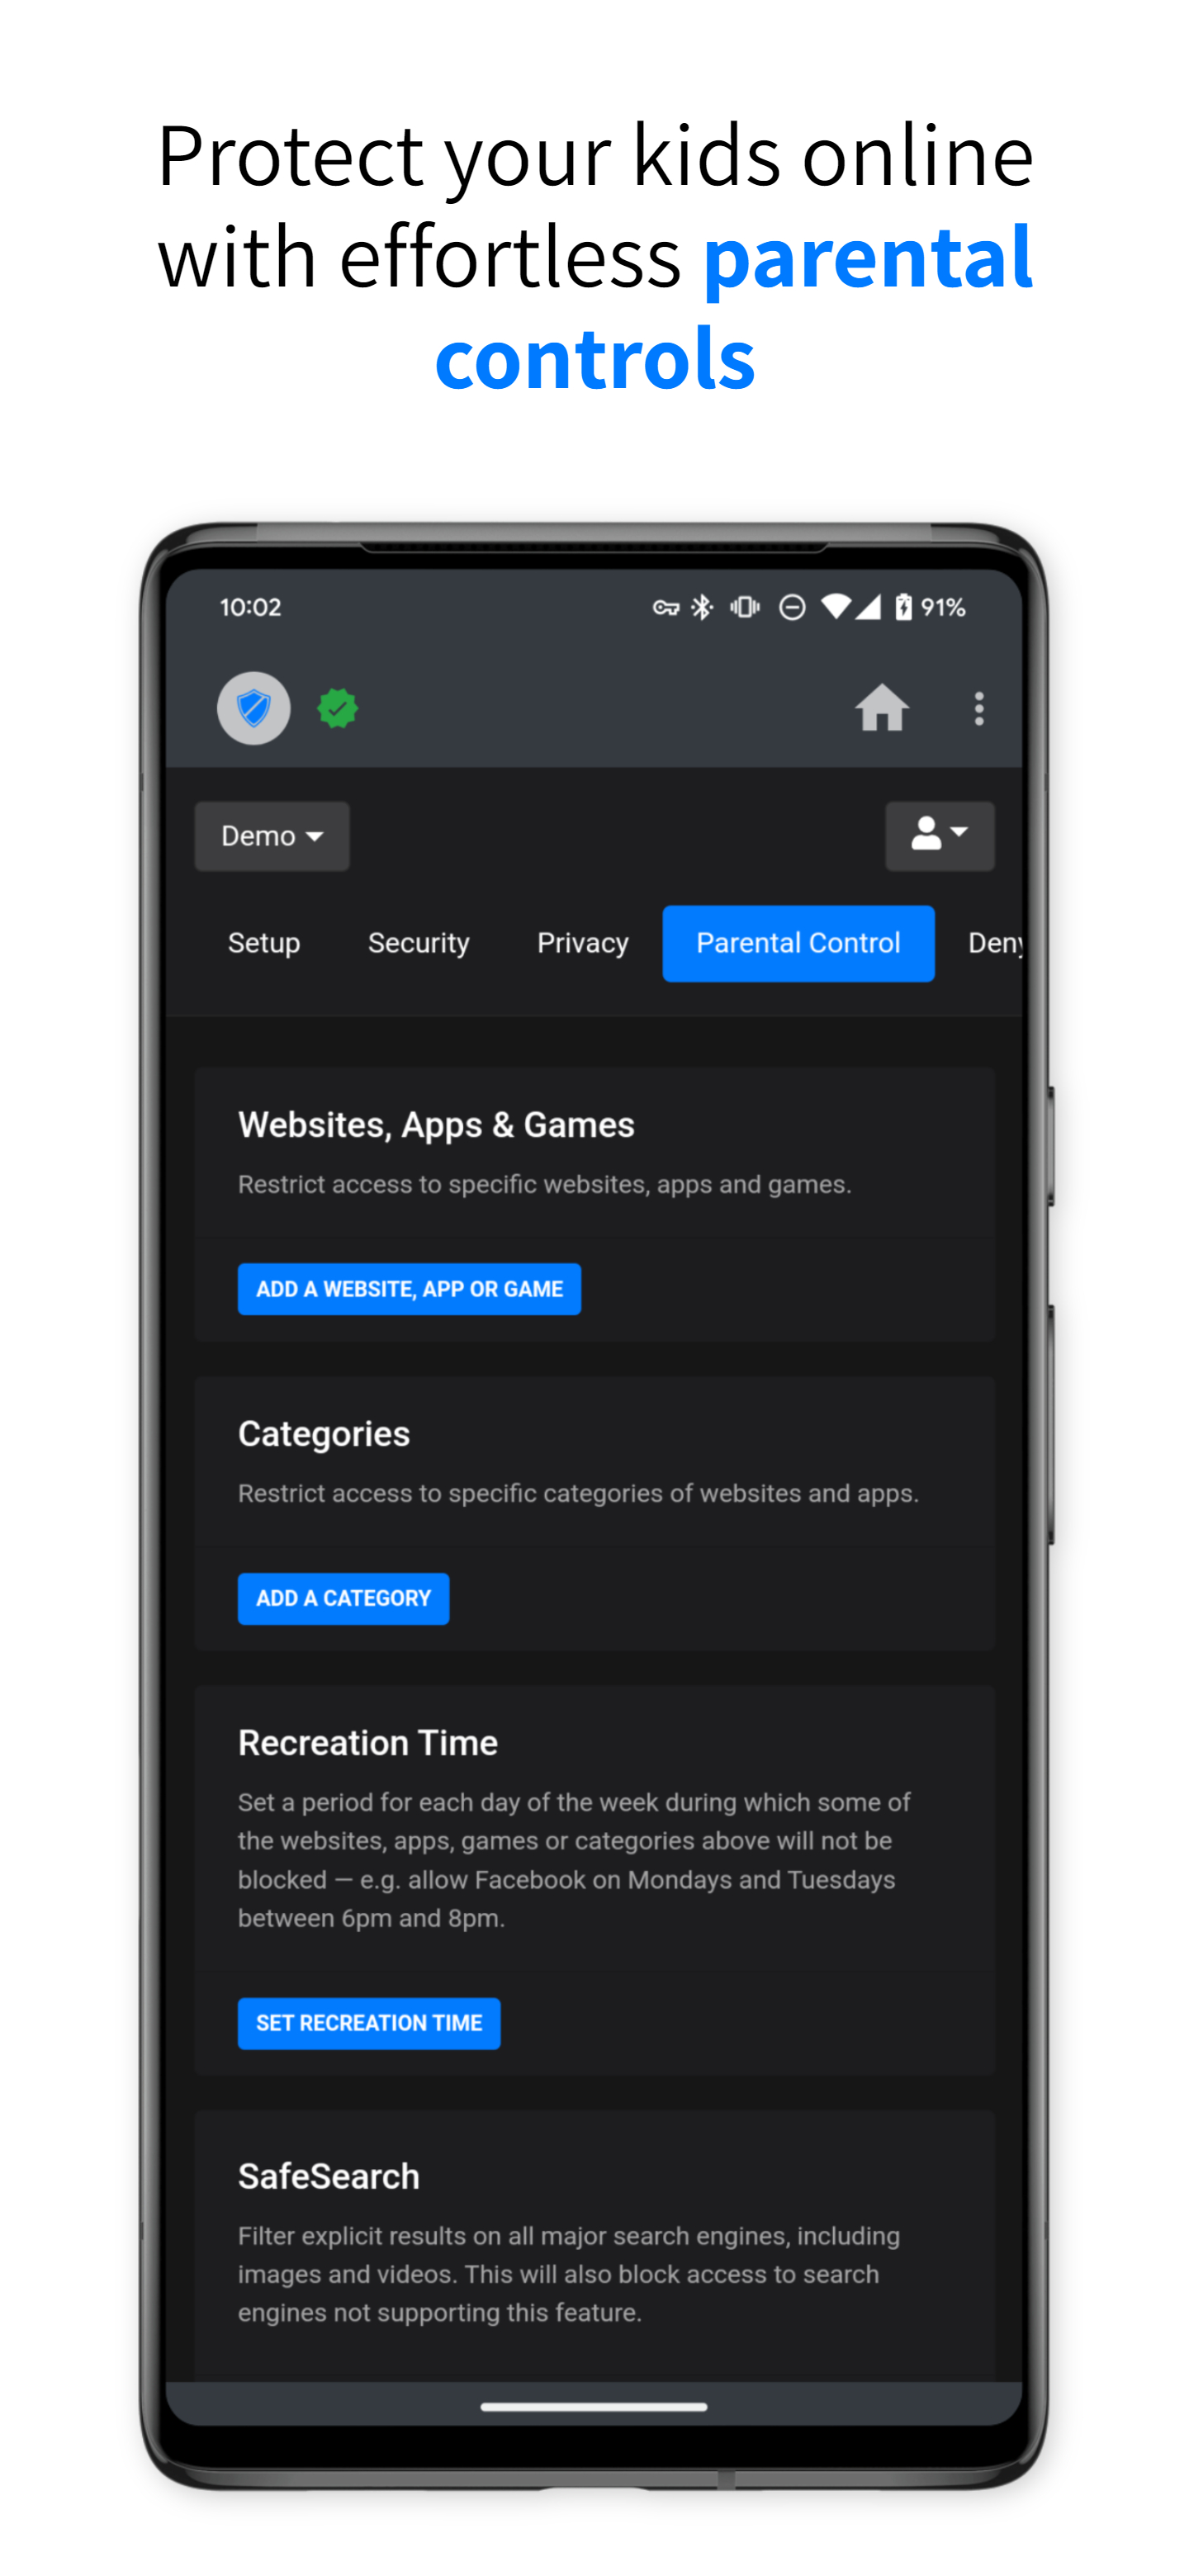 Protect your kids online
with effortless parental
controls
10:02
91%
Demo
Setup Security Privacy Parental Control Deny
Websites, Apps & Games
Restrict access to specific websites, apps and games.
ADD A WEBSITE, APP OR GAME
Categories
Restrict access to specific categories of websites and apps.
ADD A CATEGORY
Recreation Time
Set a period for each day of the week during which some of
the websites, apps, games or categories above will not be
blocked — e.g. allow Facebook on Mondays and Tuesdays
between 6pm and 8pm.
SET RECREATION TIME
SafeSearch
Filter explicit results on all major search engines, including
images and videos. This will also block access to search
engines not supporting this feature.